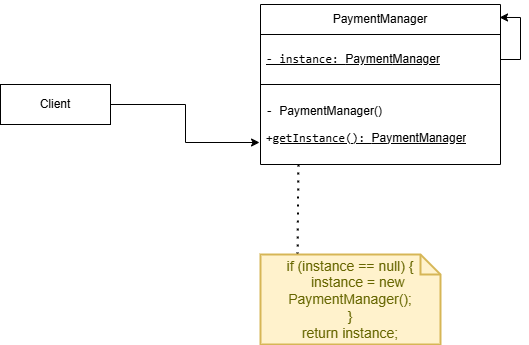 PaymentManager
- instance: PaymentManager
Client
- PaymentManager()
+getInstance(): PaymentManager
if (instance == null) {
instance = new
PaymentManager();
}
return instance;